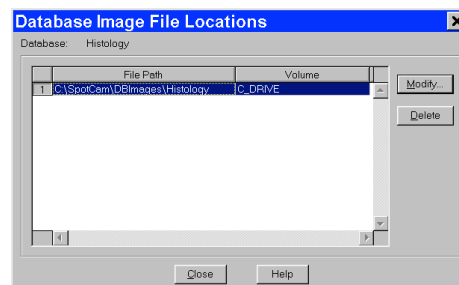 Database Image File Locations
Database: Histology
File Path Volume
1 C:\SpotCam\DBImages\Histology C_DRIVE
Modify...
Delete
Close Help